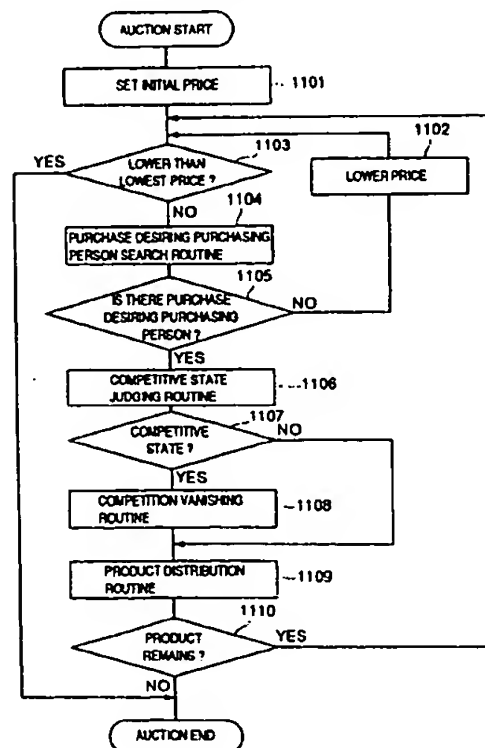 AUCTION START
SET INITIAL PRICE
1101
1102
1103
YES
LOWER THAN
LOWEST PRICE ?
LOWER PRICE
NO
1104
PURCHASE DESIRING PURCHASING
PERSON SEARCH ROUTINE
1105
IS THERE PURCHASE
DESIRING PURCHASING
PERSON ?
NO
YES
COMPETITIVE STATE
JUDGING ROUTINE
1106
1107
COMPETITIVE
STATE ?
NO
YES
COMPETITION VANISHING
ROUTINE
1108
PRODUCT DISTRIBUTION
ROUTINE
1109
1110
PRODUCT
REMAINS ?
YES
NO
AUCTION END